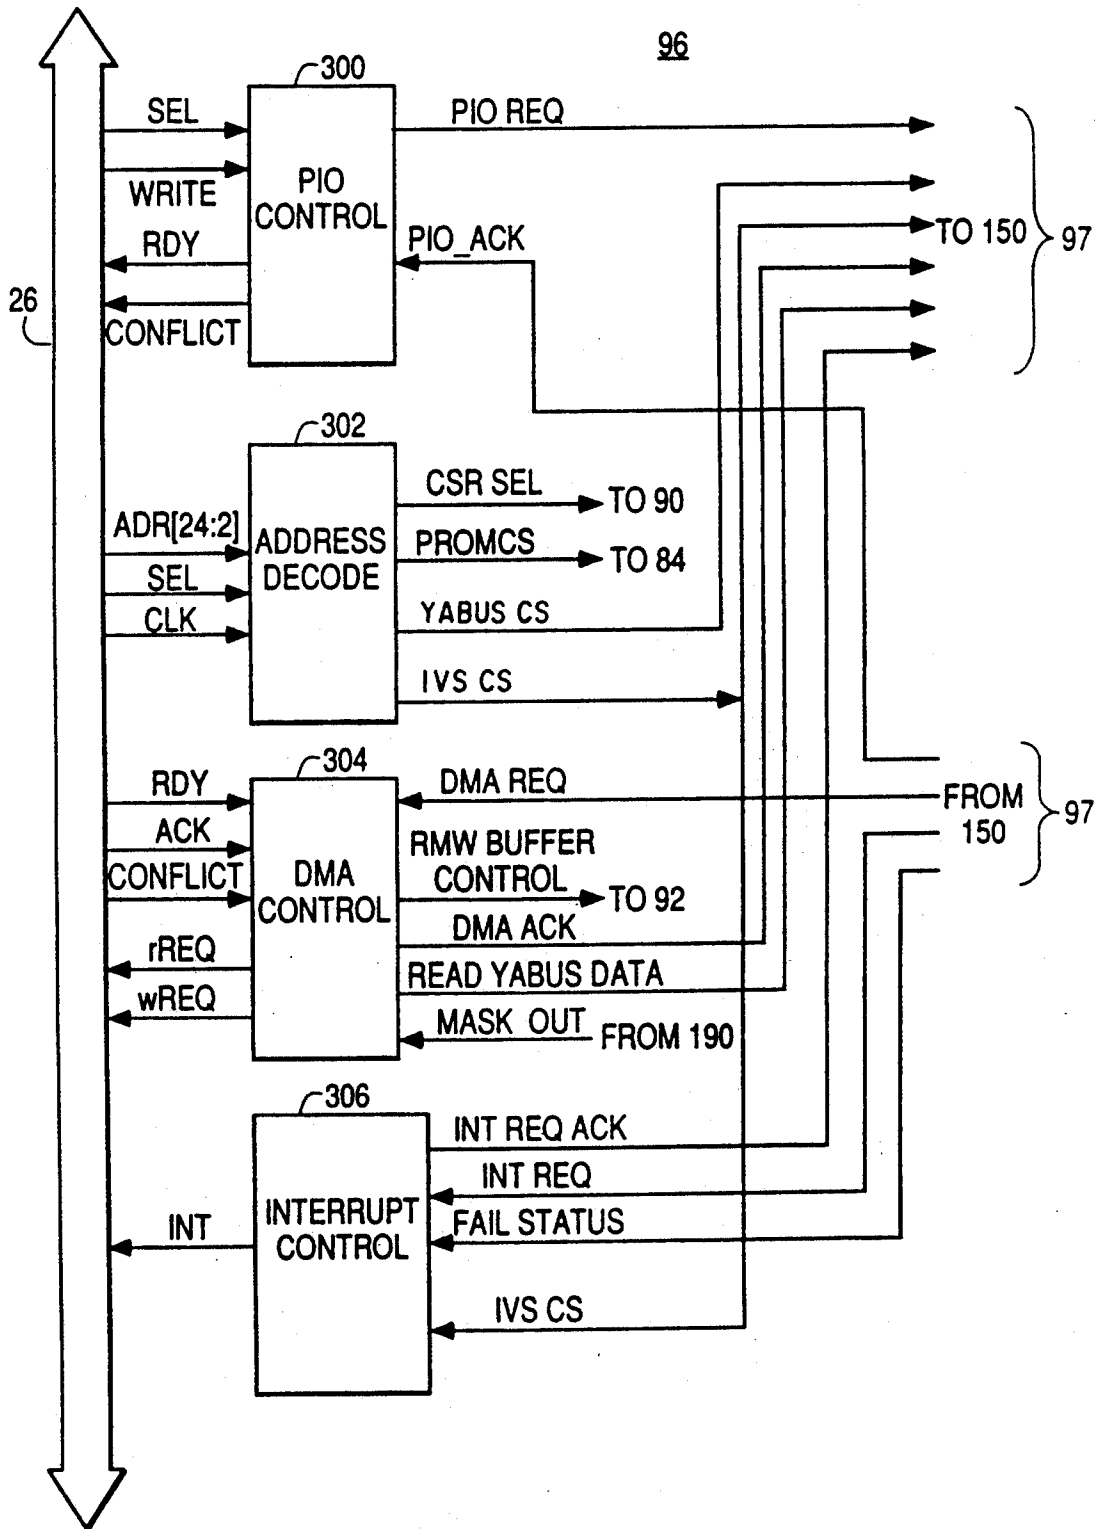 96
300
SEL
PIO REQ
WRITE
PIO
CONTROL
RDY
PIO_ACK
TO 150
97
26
CONFLICT
302
CSR SEL
TO 90
ADR[24:2]
ADDRESS
DECODE
PROMCS
TO 84
SEL
CLK
YABUS CS
IVS CS
304
RDY
DMA REQ
FROM
150
97
ACK
RMW BUFFER
CONTROL
TO 92
CONFLICT
DMA
CONTROL
DMA ACK
rREQ
READ YABUS DATA
wREQ
MASK OUT
FROM 190
306
INT REQ ACK
INT REQ
INTERRUPT
CONTROL
FAIL STATUS
INT
IVS CS